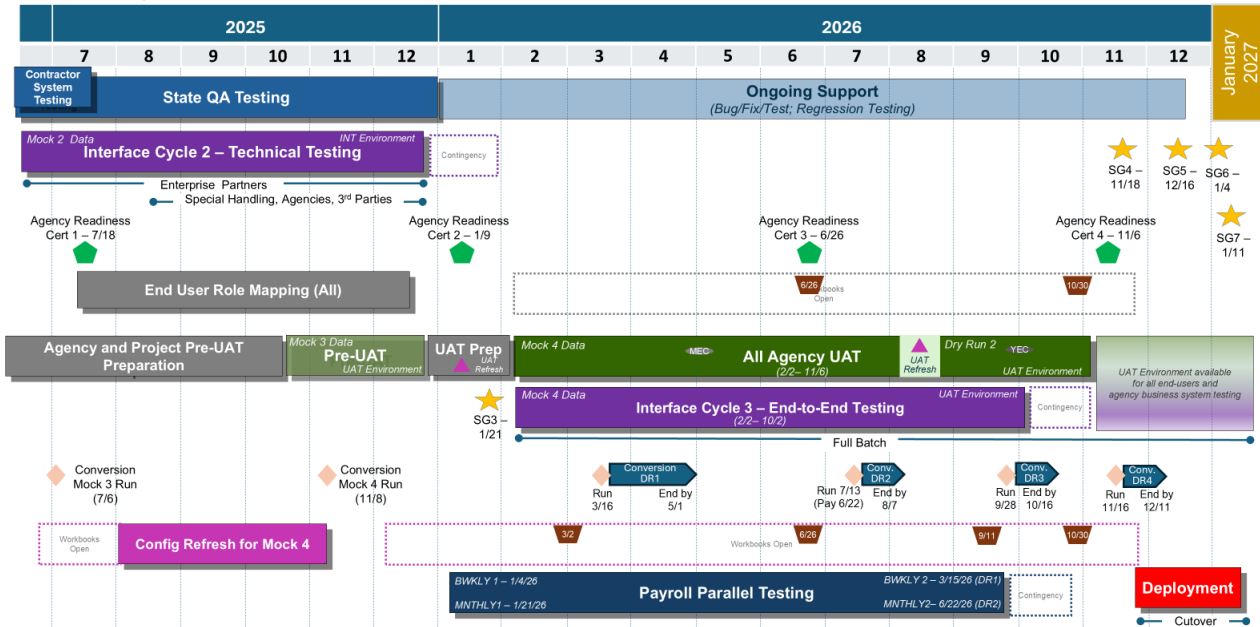 2025
2026
January
2027
7
8
9
10
11
12
1
2
3
4
5
6
7
8
9
10
11
12
Contractor
System
Testing
State QA Testing
Ongoing Support
(Bug/Fix/Test; Regression Testing)
Mock 2 Data
INT Environment
Interface Cycle 2 – Technical Testing
Contingency
Enterprise Partners
Special Handling, Agencies, 3rd Parties
SG4 –
11/18
SG5 –
12/16
SG6 –
1/4
SG7 –
1/11
Agency Readiness
Cert 1 – 7/18
Agency Readiness
Cert 2 – 1/9
Agency Readiness
Cert 3 – 6/26
Agency Readiness
Cert 4 – 11/6
End User Role Mapping (All)
6/26
Open
10/30
Agency and Project Pre-UAT
Preparation
Mock 3 Data
Pre-UAT
UAT Environment
UAT Prep
UAT
Refresh
Mock 4 Data
MEC
All Agency UAT
(2/2– 11/6)
UAT
Refresh
Dry Run 2
YEC
UAT Environment
UAT Environment available
for all end-users and
agency business system testing
SG3 –
1/21
Mock 4 Data
UAT Environment
Interface Cycle 3 – End-to-End Testing
(2/2– 10/2)
Contingency
Full Batch
Conversion
Mock 3 Run
(7/6)
Conversion
Mock 4 Run
(11/8)
Conversion
DR1
Run
3/16
End by
5/1
Conv.
DR2
Run 7/13
(Pay 6/22)
End by
8/7
Conv.
DR3
Run
9/28
End by
10/16
Conv.
DR4
Run
11/16
End by
12/11
Workbooks
Open
Config Refresh for Mock 4
3/2
6/26
Workbooks Open
9/11
10/30
BWKLY 1 – 1/4/26
MNTHLY1 – 1/21/26
Payroll Parallel Testing
BWKLY 2 – 3/15/26 (DR1)
MNTHLY2– 6/22/26 (DR2)
Contingency
Deployment
Cutover